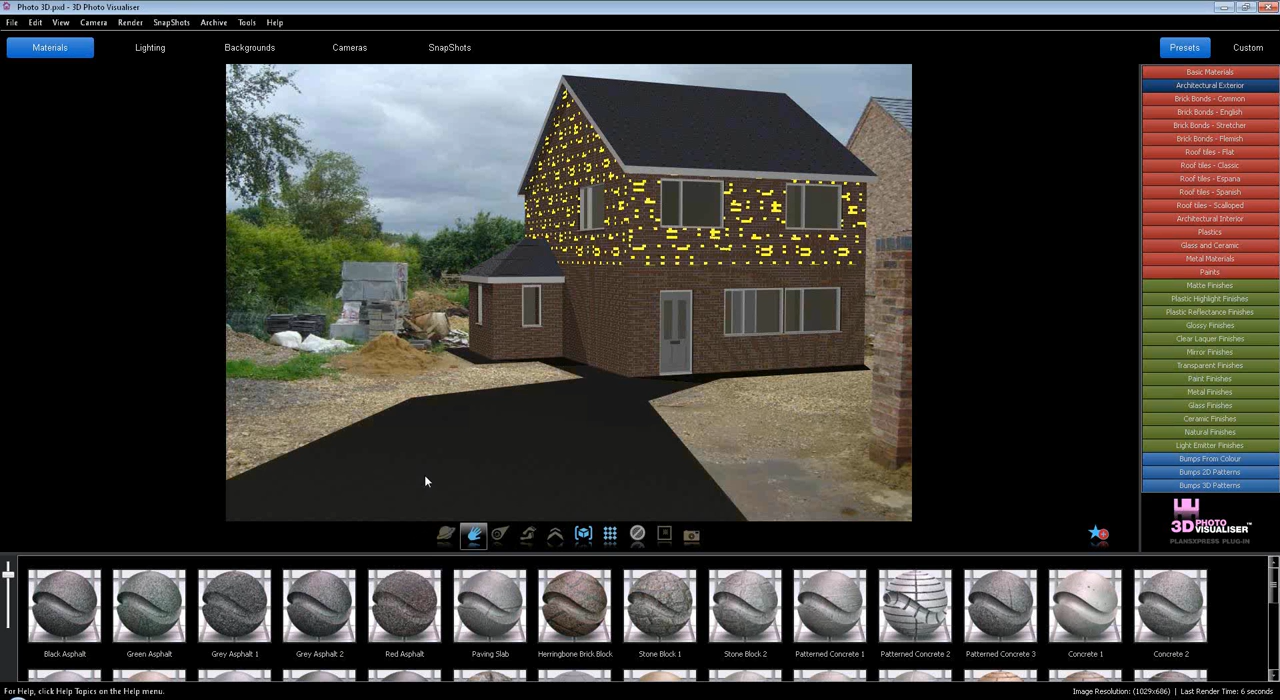 Photo 3D.pxd - 3D Photo Visualiser
File Edit View Camera Render SnapShots Archive Tools Help
Materials Lighting Backgrounds Cameras SnapShots Presets Custom
Basic Materials
Architectural Exterior
Brick Bonds - Common
Brick Bonds - English
Brick Bonds - Stretcher
Brick Bonds - Flemish
Roof tiles - Flat
Roof tiles - Classic
Roof tiles - Espana
Roof tiles - Spanish
Roof tiles - Scalloped
Architectural Interior
Plastics
Glass and Ceramic
Metal Materials
Paints
Matte Finishes
Plastic Highlight Finishes
Plastic Reflectance Finishes
Glossy Finishes
Clear Laquer Finishes
Mirror Finishes
Transparent Finishes
Paint Finishes
Metal Finishes
Glass Finishes
Ceramic Finishes
Natural Finishes
Light Emitter Finishes
Bumps From Colour
Bumps 2D Patterns
Bumps 3D Patterns
3D PHOTO VISUALISER™
PLANSXPRESS PLUG-IN
Black Asphalt Green Asphalt Grey Asphalt 1 Grey Asphalt 2 Red Asphalt Paving Slab Herringbone Brick Block Stone Block 1 Stone Block 2 Patterned Concrete 1 Patterned Concrete 2 Patterned Concrete 3 Concrete 1 Concrete 2
For Help, click Help Topics on the Help menu. Image Resolution: (1029x686) | Last Render Time: 6 seconds